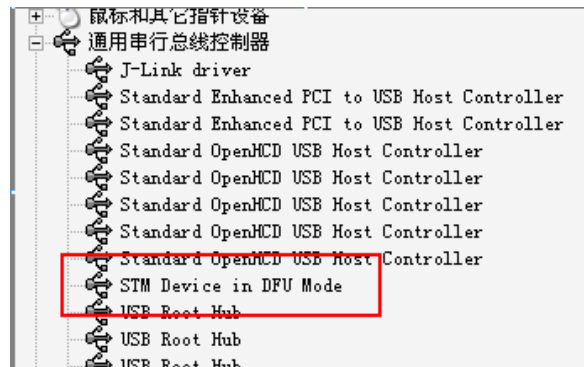 鼠标和其它指针设备
通用串行总线控制器
J-Link driver
Standard Enhanced PCI to USB Host Controller
Standard Enhanced PCI to USB Host Controller
Standard OpenHCD USB Host Controller
Standard OpenHCD USB Host Controller
Standard OpenHCD USB Host Controller
Standard OpenHCD USB Host Controller
Standard OpenHCD USB Host Controller
STM Device in DFU Mode
USB Root Hub
USB Root Hub
USB Root Hub